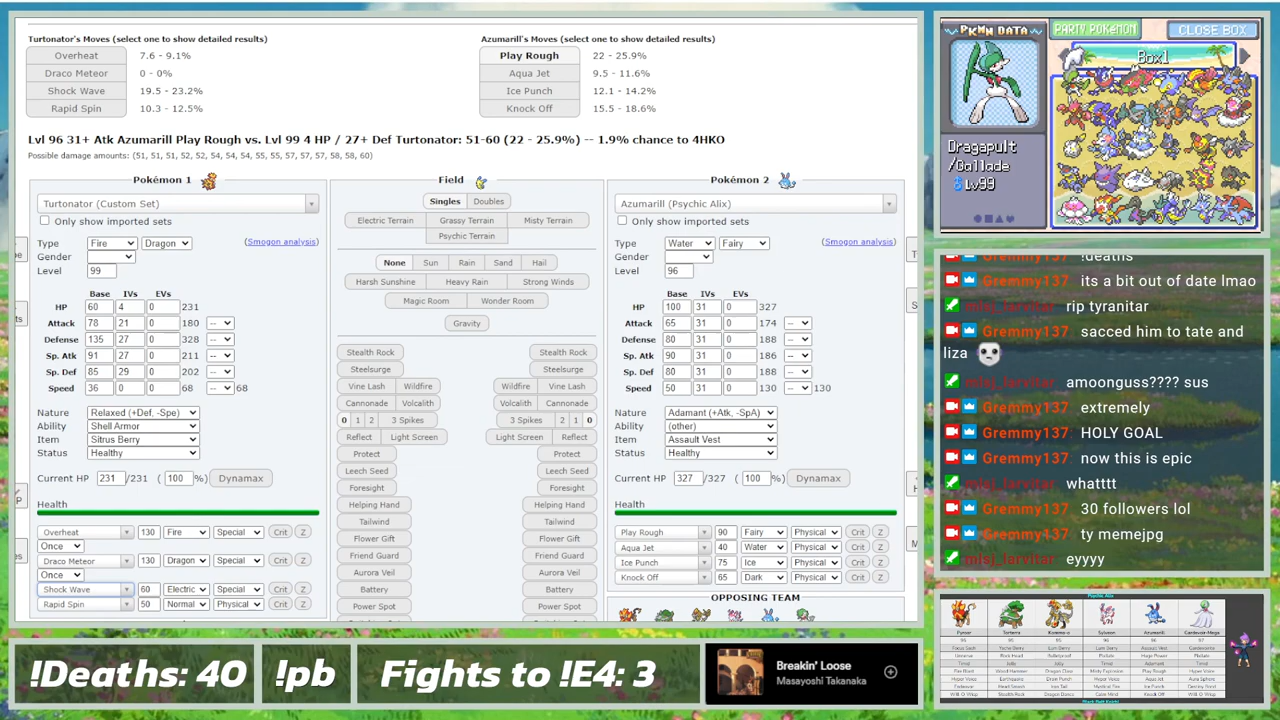 Turtonator's Moves (select one to show detailed results)
Overheat 7.6 - 9.1%
Draco Meteor 0 - 0%
Shock Wave 19.5 - 23.2%
Rapid Spin 10.3 - 12.5%
Azumarill's Moves (select one to show detailed results)
Play Rough 22 - 25.9%
Aqua Jet 9.5 - 11.6%
Ice Punch 12.1 - 14.2%
Knock Off 15.5 - 18.6%
Lvl 96 31+ Atk Azumarill Play Rough vs. Lvl 99 4 HP / 27+ Def Turtonator: 51-60 (22 - 25.9%) -- 1.9% chance to 4HKO
Possible damage amounts: (51, 51, 51, 52, 52, 54, 54, 54, 55, 55, 57, 57, 57, 58, 58, 60)
Pokémon 1
Turtonator (Custom Set)
Only show imported sets
Type Fire Dragon (Smogon analysis)
Gender
Level 99
Base IVs EVs
HP 60 4 0 231
Attack 78 21 0 180 --
Defense 135 27 0 328 --
Sp. Atk 91 27 0 211 --
Sp. Def 85 29 0 202 --
Speed 36 0 0 68 -- 68
Nature Relaxed (+Def, -Spe)
Ability Shell Armor
Item Sitrus Berry
Status Healthy
Current HP 231 /231 ( 100 %) Dynamax
Health
Overheat 130 Fire Special Crit Z
Once
Draco Meteor 130 Dragon Special Crit Z
Once
Shock Wave 60 Electric Special Crit Z
Rapid Spin 50 Normal Physical Crit Z
Field
Singles Doubles
Electric Terrain Grassy Terrain Misty Terrain
Psychic Terrain
None Sun Rain Sand Hail
Harsh Sunshine Heavy Rain Strong Winds
Magic Room Wonder Room
Gravity
Stealth Rock Stealth Rock
Steelsurge Steelsurge
Vine Lash Wildfire Wildfire Vine Lash
Cannonade Volcalith Volcalith Cannonade
0 1 2 3 Spikes 3 Spikes 2 1 0
Reflect Light Screen Light Screen Reflect
Protect Protect
Leech Seed Leech Seed
Foresight Foresight
Helping Hand Helping Hand
Tailwind Tailwind
Flower Gift Flower Gift
Friend Guard Friend Guard
Aurora Veil Aurora Veil
Battery Battery
Power Spot Power Spot
Pokémon 2
Azumarill (Psychic Alix)
Only show imported sets
Type Water Fairy (Smogon analysis)
Gender
Level 96
Base IVs EVs
HP 100 31 0 327
Attack 65 31 0 174 --
Defense 80 31 0 186 --
Sp. Atk 90 31 0 186 --
Sp. Def 80 31 0 188 --
Speed 50 31 0 130 -- 130
Nature Adamant (+Atk, -SpA)
Ability (other)
Item Assault Vest
Status Healthy
Current HP 327 /327 ( 100 %) Dynamax
Health
Play Rough 90 Fairy Physical Crit Z
Aqua Jet 40 Water Physical Crit Z
Ice Punch 75 Ice Physical Crit Z
Knock Off 65 Dark Physical Crit Z
OPPOSING TEAM
PKMN DATA
PARTY POKéMON
CLOSE BOX
Box1
Dragapult
/Gallade
Lv99
Gremmy137 !deaths
Gremmy137 its a bit out of date lmao
misj_larvitar rip tyranitar
Gremmy137 sacced him to tate and
liza
misj_larvitar amoonguss???? sus
Gremmy137 extremely
Gremmy137 HOLY GOAL
Gremmy137 now this is epic
misj_larvitar whatttt
Gremmy137 30 followers lol
Gremmy137 ty memejpg
misj_larvitar eyyyy
Psychic Alix
Torterra Kommo-o Sylveon Azumarill Gardevoir-Mega
!Deaths: 40 !p
Fights: E4:3
Breakin' Loose
Masayoshi Takanaka